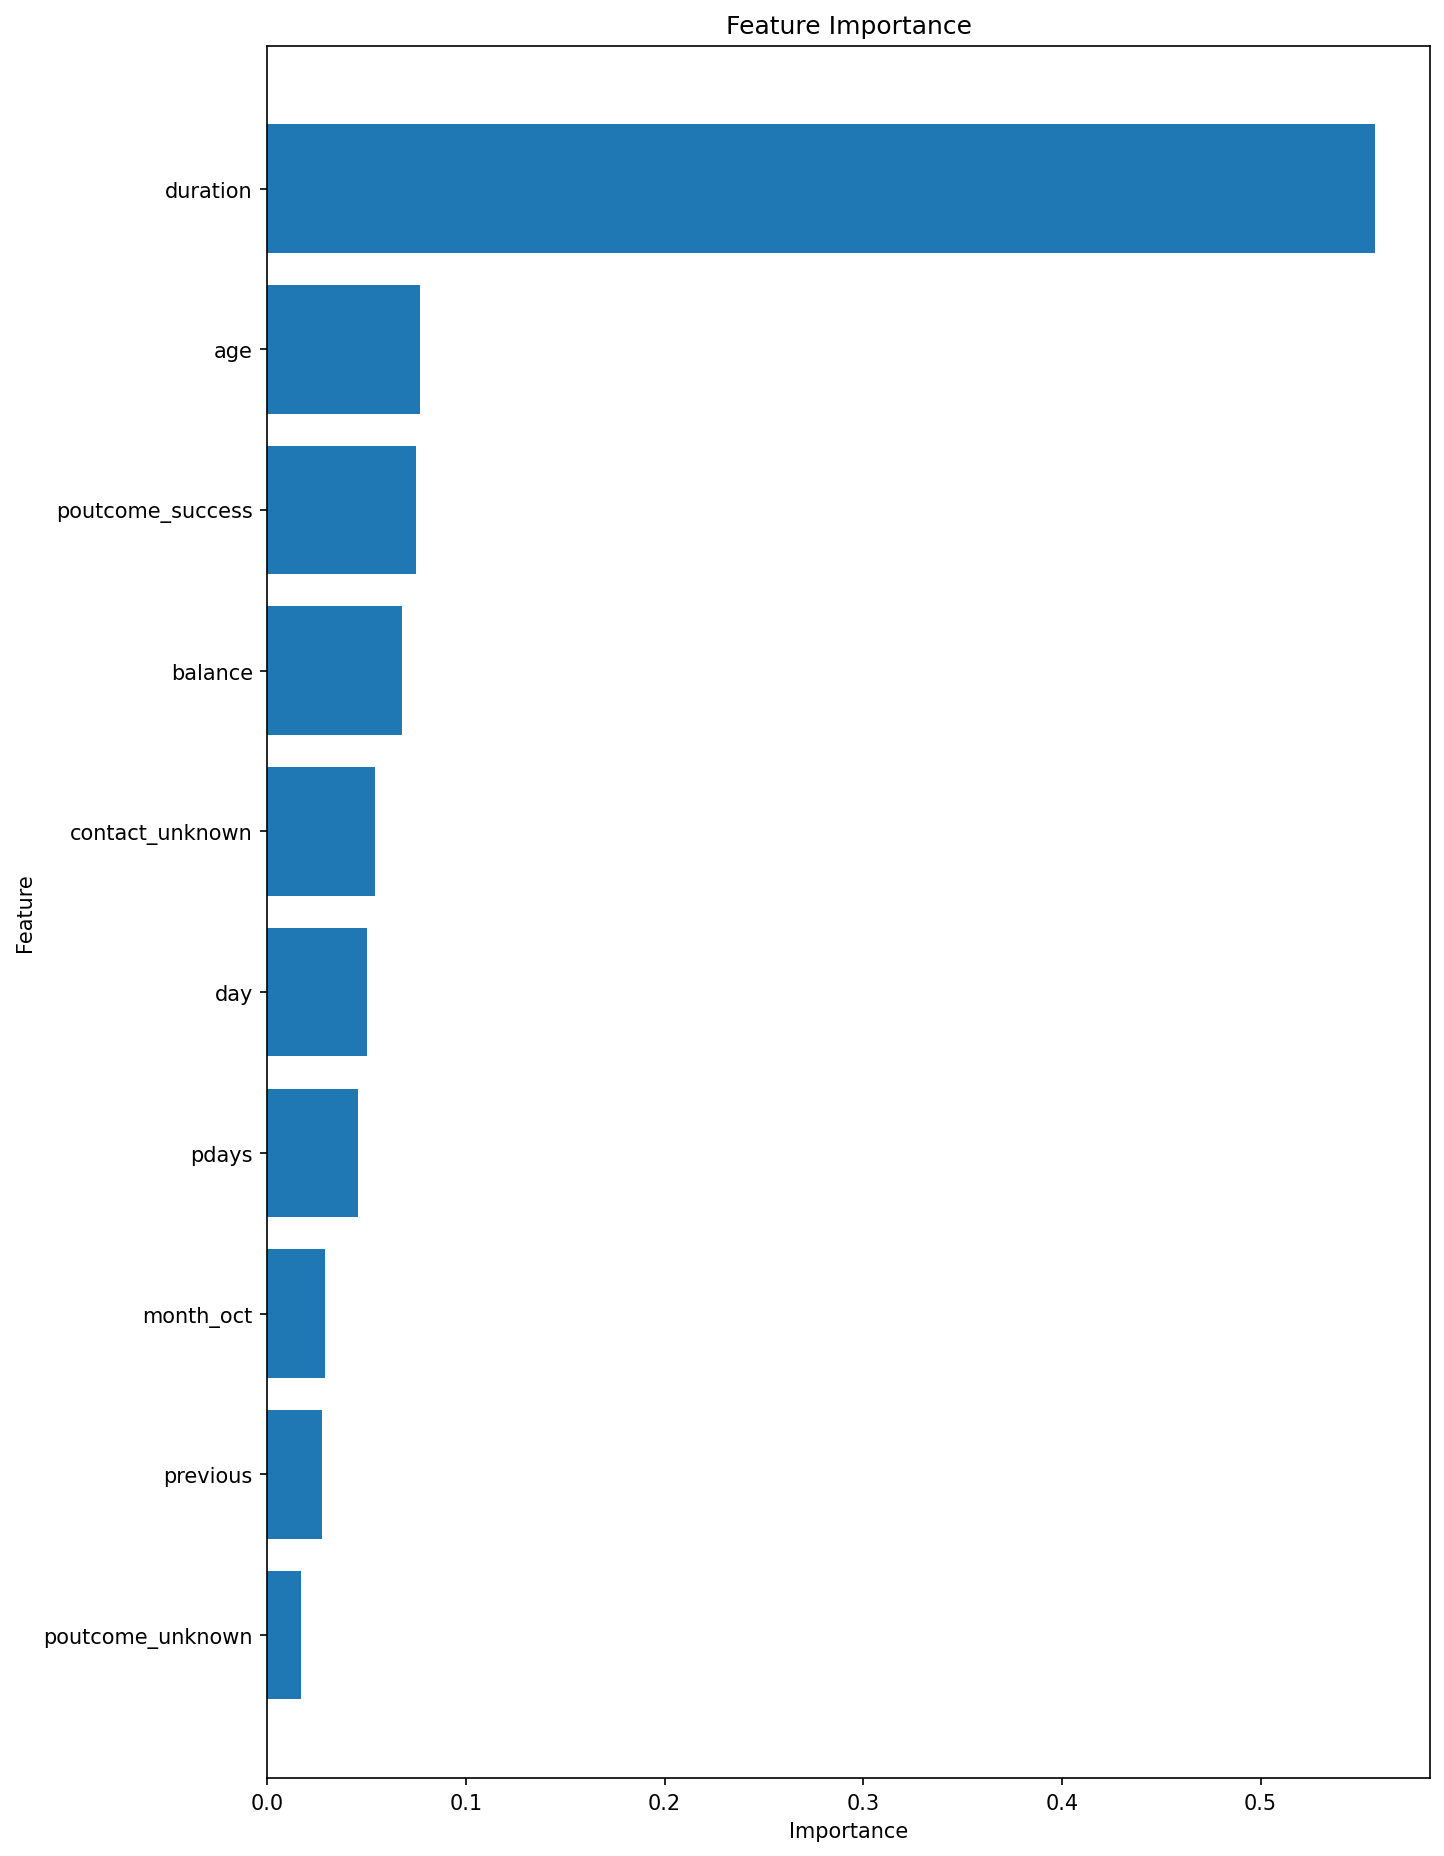 Feature Importance
duration
age
poutcome_success
balance
contact_unknown
day
pdays
month_oct
previous
poutcome_unknown
Feature
0.0 0.1 0.2 0.3 0.4 0.5
Importance